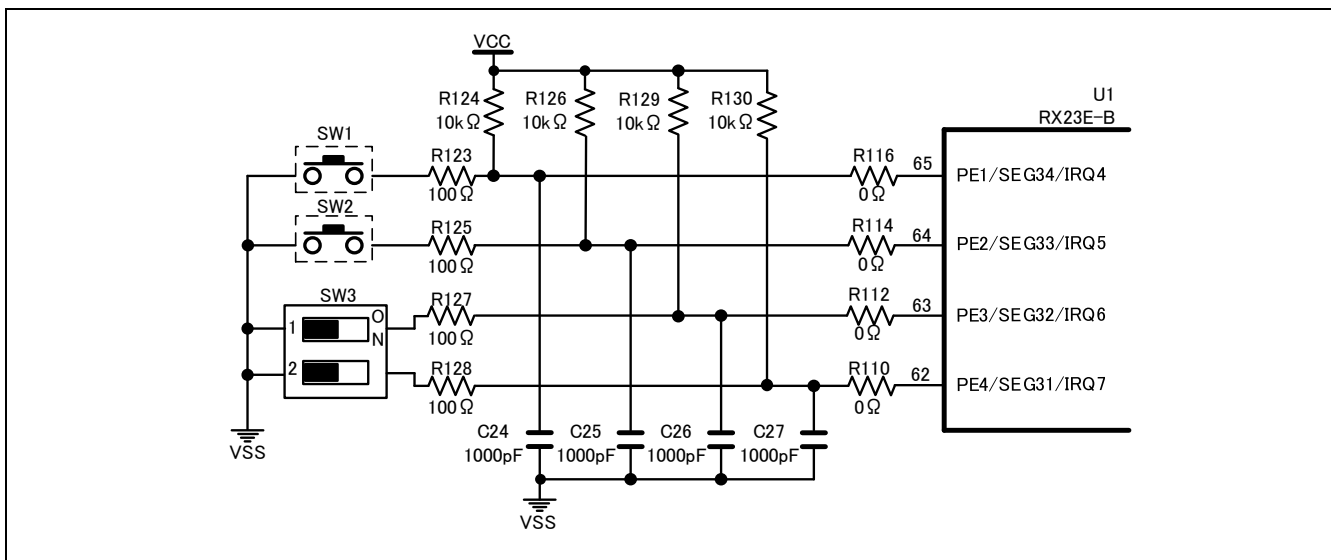 VCC
R124
10kΩ
R126
10kΩ
R129
10kΩ
R130
10kΩ
U1
RX23E-B
SW1
R123
100Ω
R116
0Ω
65
PE1/SEG34/IRQ4
SW2
R125
100Ω
R114
0Ω
64
PE2/SEG33/IRQ5
SW3
1
2
O
N
R127
100Ω
R112
0Ω
63
PE3/SEG32/IRQ6
R128
100Ω
R110
0Ω
62
PE4/SEG31/IRQ7
VSS
C24
1000pF
C25
1000pF
C26
1000pF
C27
1000pF
VSS